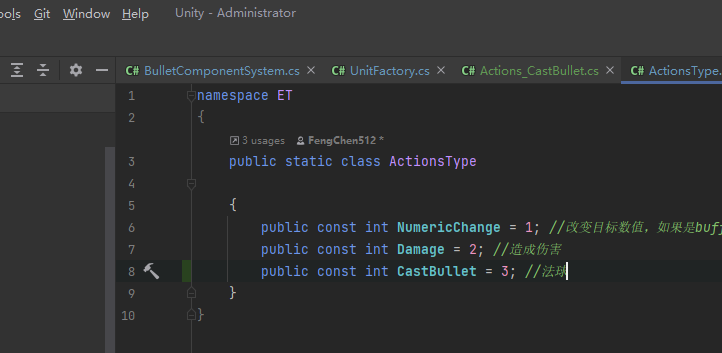 ools Git Window Help Unity - Administrator
C# BulletComponentSystem.cs C# UnitFactory.cs C# Actions_CastBullet.cs C# ActionsType.
1 namespace ET
2 {
3 usages FengChen512 *
3 public static class ActionsType
4
5 {
6 public const int NumericChange = 1; //改变目标数值，如果是buf
7 public const int Damage = 2; //造成伤害
8 public const int CastBullet = 3; //法球
9 }
10 }